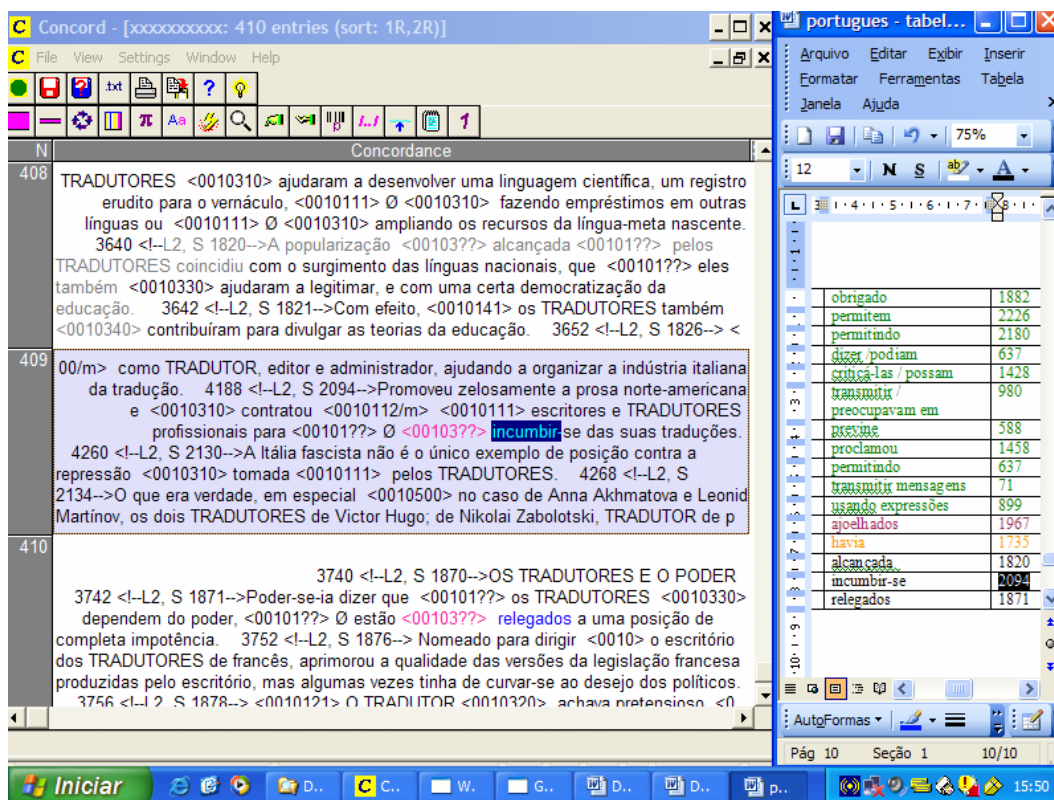 Concord - [xxxxxxxxxx: 410 entries (sort: 1R,2R)]
File View Settings Window Help
.txt
Aa
N Concordance
408
TRADUTORES <0010310> ajudaram a desenvolver uma linguagem científica, um registro
erudito para o vernáculo, <0010111> Ø <0010310> fazendo empréstimos em outras
línguas ou <0010111> Ø <0010310> ampliando os recursos da língua-meta nascente.
3640 <!--L2, S 1820-->A popularização <00103??> alcançada <00101??> pelos
TRADUTORES coincidiu com o surgimento das línguas nacionais, que <00101??> eles
também <0010330> ajudaram a legitimar, e com uma certa democratização da
educação. 3642 <!--L2, S 1821-->Com efeito, <0010141> os TRADUTORES também
<0010340> contribuíram para divulgar as teorias da educação. 3652 <!--L2, S 1826--> <
409
00/m> como TRADUTOR, editor e administrador, ajudando a organizar a indústria italiana
da tradução. 4188 <!--L2, S 2094-->Promoveu zelosamente a prosa norte-americana
e <0010310> contratou <0010112/m> <0010111> escritores e TRADUTORES
profissionais para <00101??> Ø <00103??> incumbir-se das suas traduções.
4260 <!--L2, S 2130-->A Itália fascista não é o único exemplo de posição contra a
repressão <0010310> tomada <0010111> pelos TRADUTORES. 4268 <!--L2, S
2134-->O que era verdade, em especial <0010500> no caso de Anna Akhmatova e Leonid
Martínov, os dois TRADUTORES de Victor Hugo; de Nikolai Zabolotski, TRADUTOR de p
410
3740 <!--L2, S 1870-->OS TRADUTORES E O PODER
3742 <!--L2, S 1871-->Poder-se-ia dizer que <00101??> os TRADUTORES <0010330>
dependem do poder, <00101??> Ø estão <00103??> relegados a uma posição de
completa impotência. 3752 <!--L2, S 1876--> Nomeado para dirigir <0010> o escritório
dos TRADUTORES de francês, aprimorou a qualidade das versões da legislação francesa
produzidas pelo escritório, mas algumas vezes tinha de curvar-se ao desejo dos políticos.
3756 <!--L2, S 1878--> <0010121> O TRADUTOR <0010320> achava pretensioso <0
portugues - tabel...
Arquivo Editar Exibir Inserir
Formatar Ferramentas Tabela
Janela Ajuda
75%
12 N S ab A
obrigado 1882
permitem 2226
permitindo 2180
dizer /podiam 637
criticá-las / possam 1428
transmitir / 980
preocupavam em
previne 588
proclamou 1458
permitindo 637
transmitir mensagens 71
usando expressões 899
ajoelhados 1967
havia 1735
alcançada 1820
incumbir-se 2094
relegados 1871
AutoFormas
Pág 10 Seção 1 10/10
Iniciar D.. C.. W.. G.. D.. D.. p.. 15:50